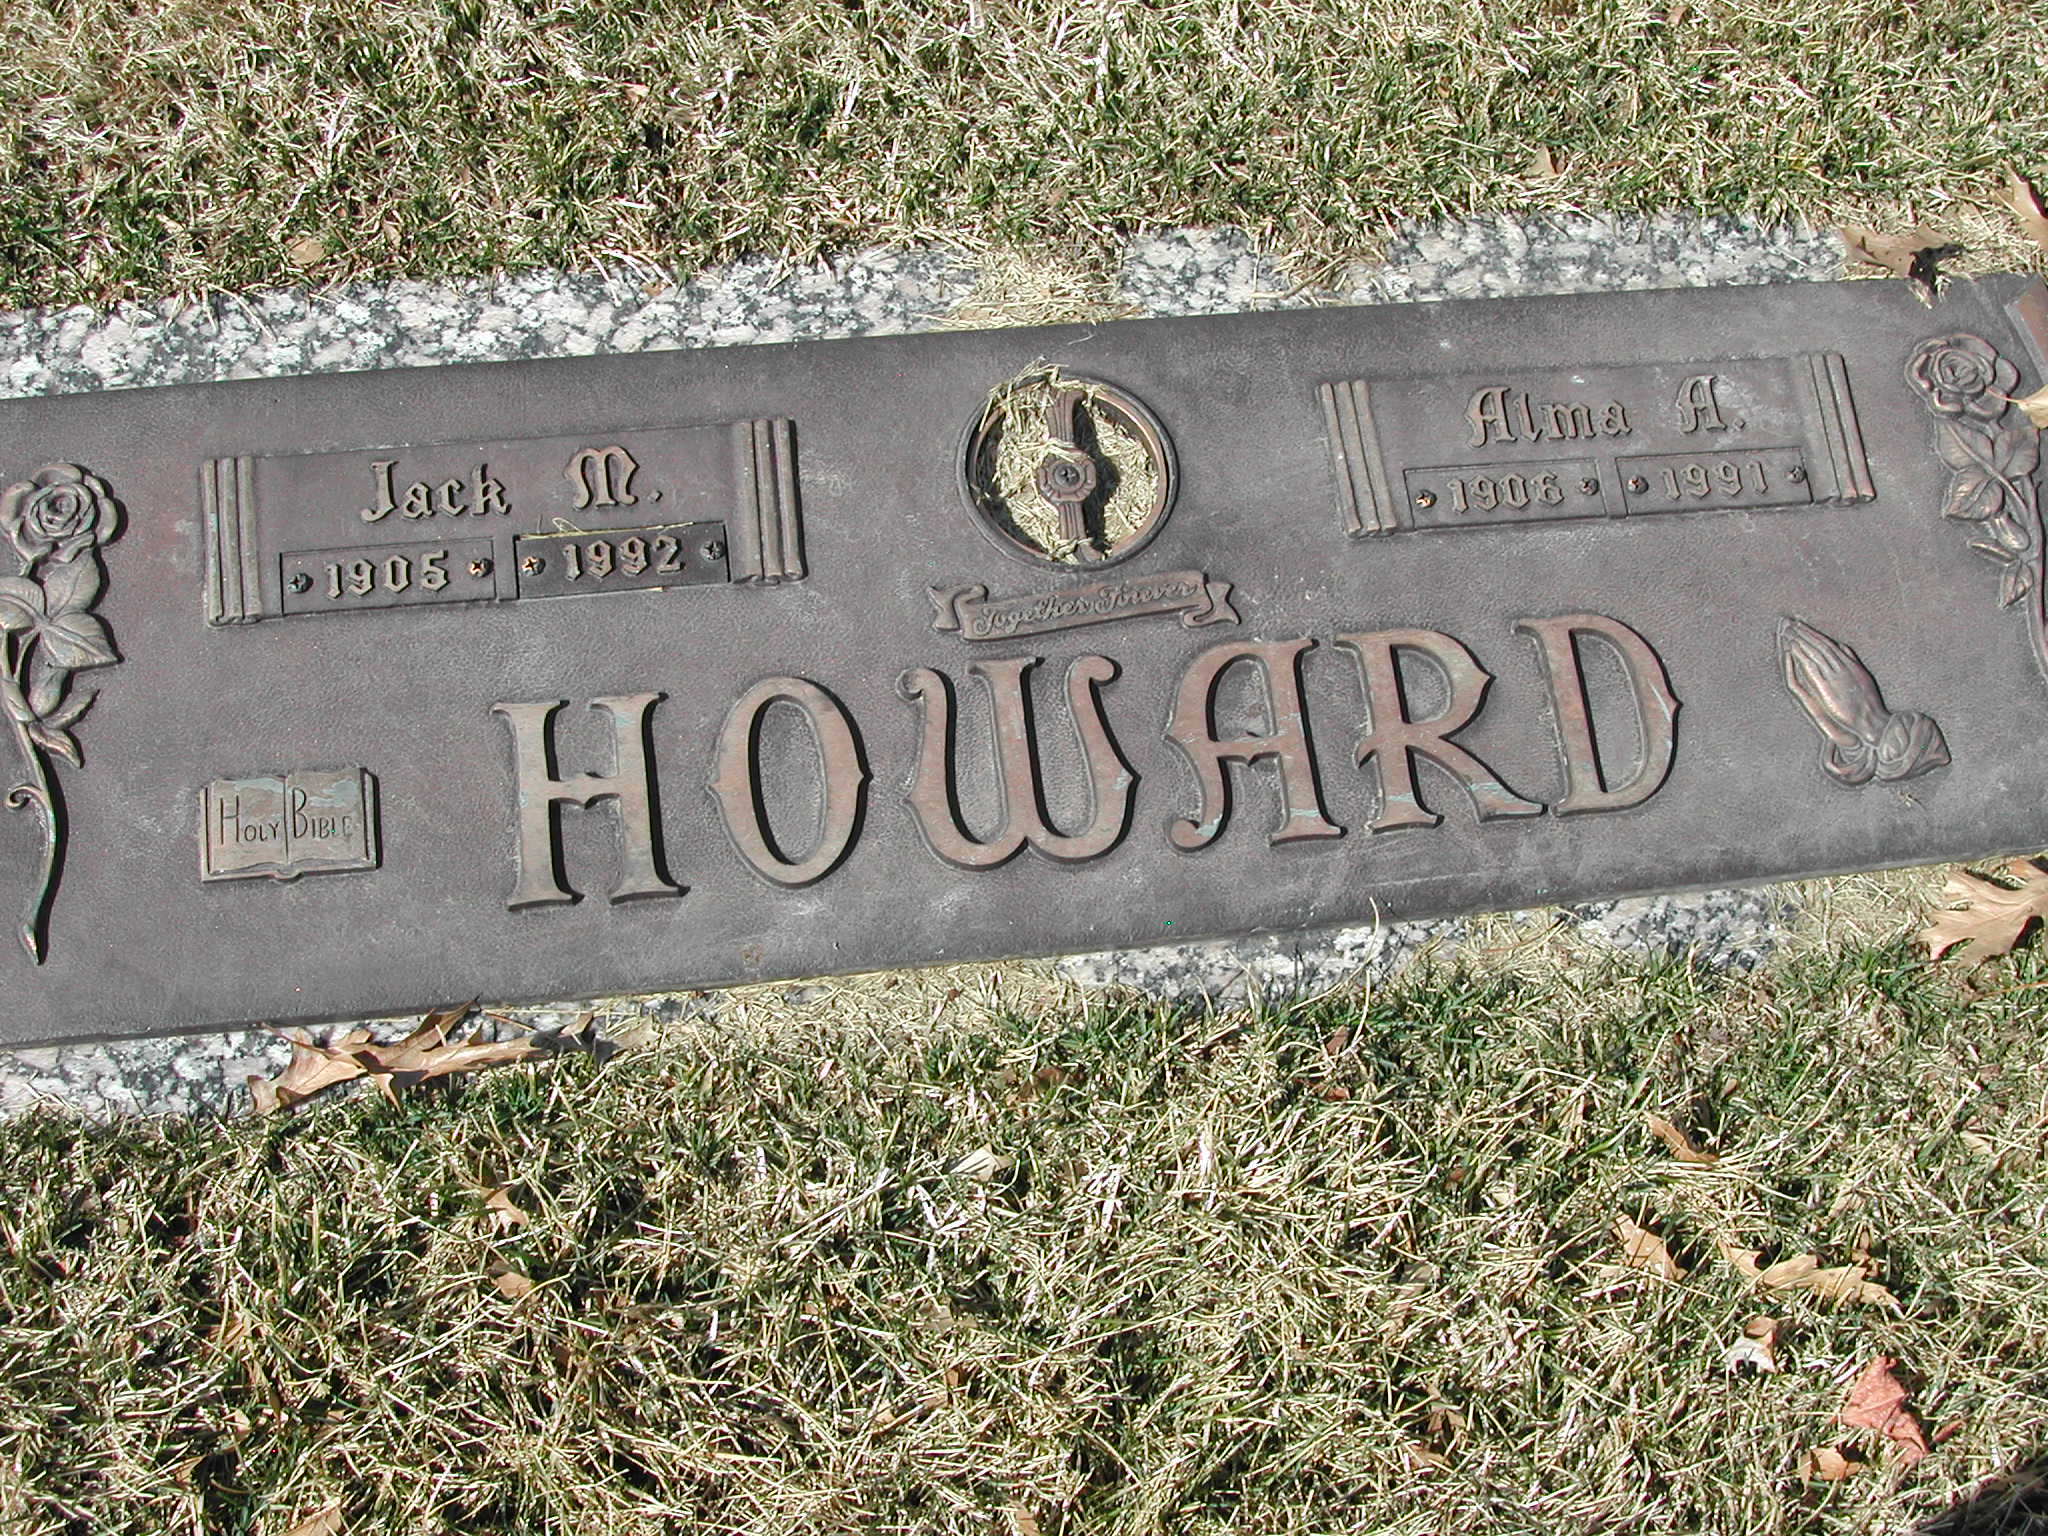 Jack M.
1905 1992
Alma A.
1906 1991
Together Forever
HOWARD
HOLY BIBLE